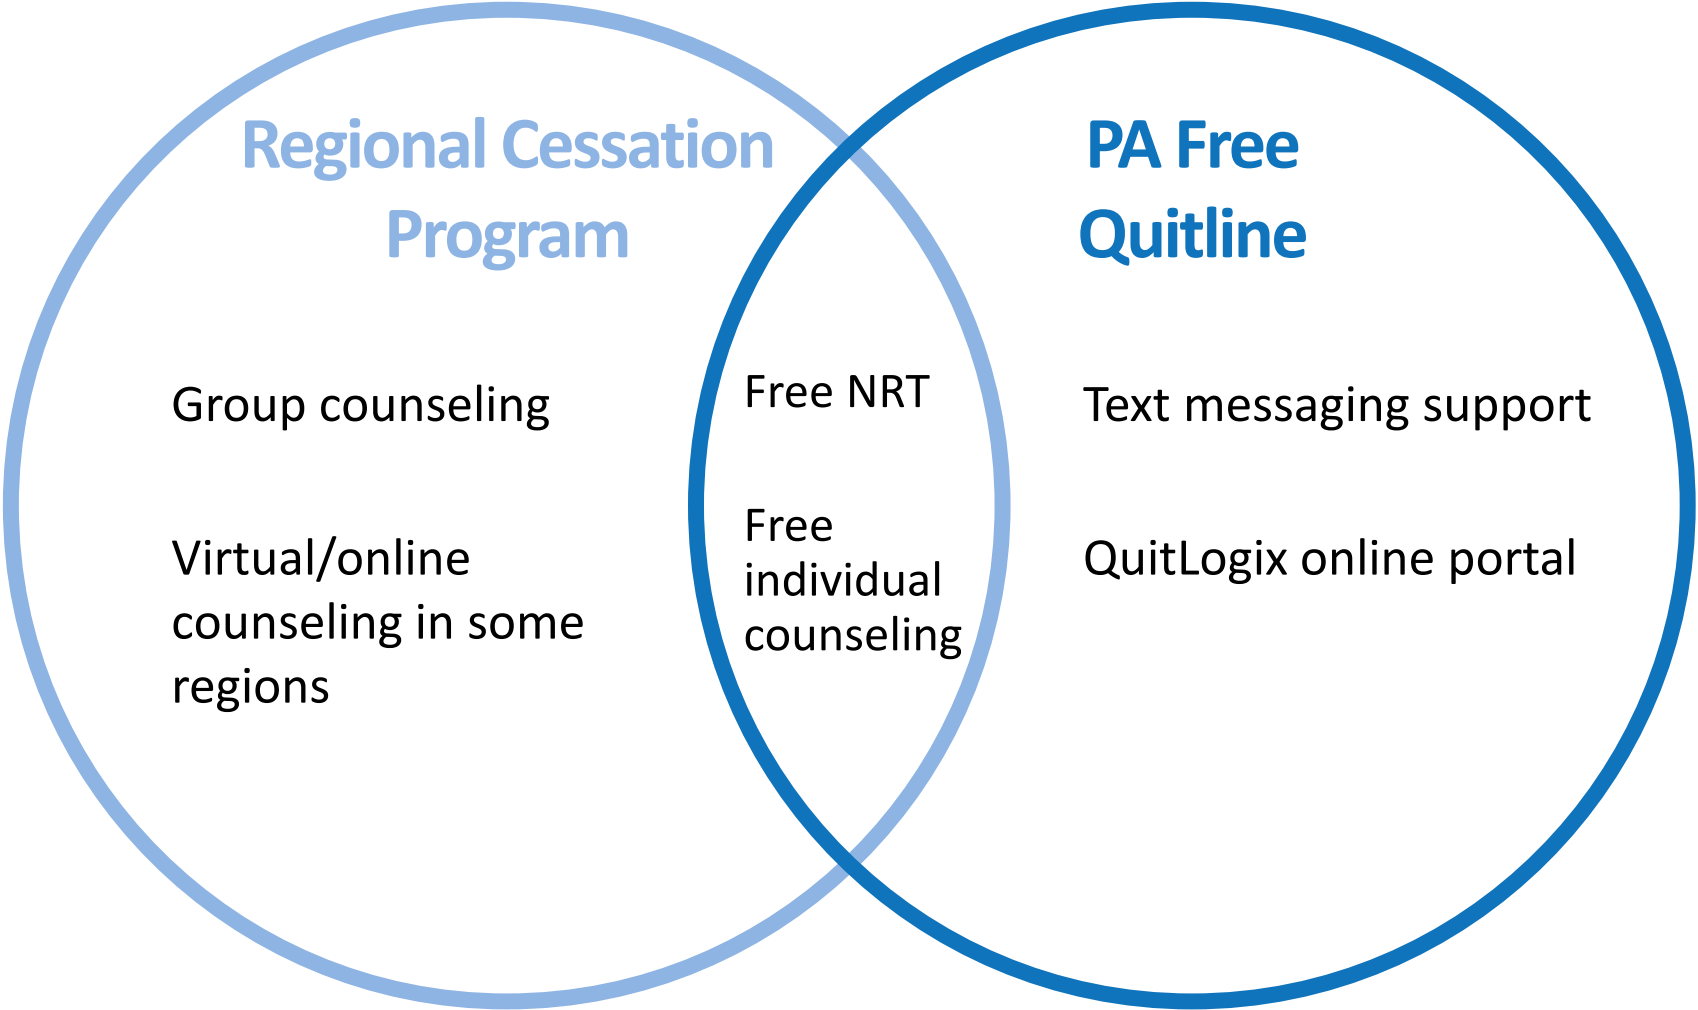 Regional Cessation
Program
Group counseling
Virtual/online
counseling in some
regions
Free NRT
Free
individual
counseling
PA Free
Quitline
Text messaging support
QuitLogix online portal